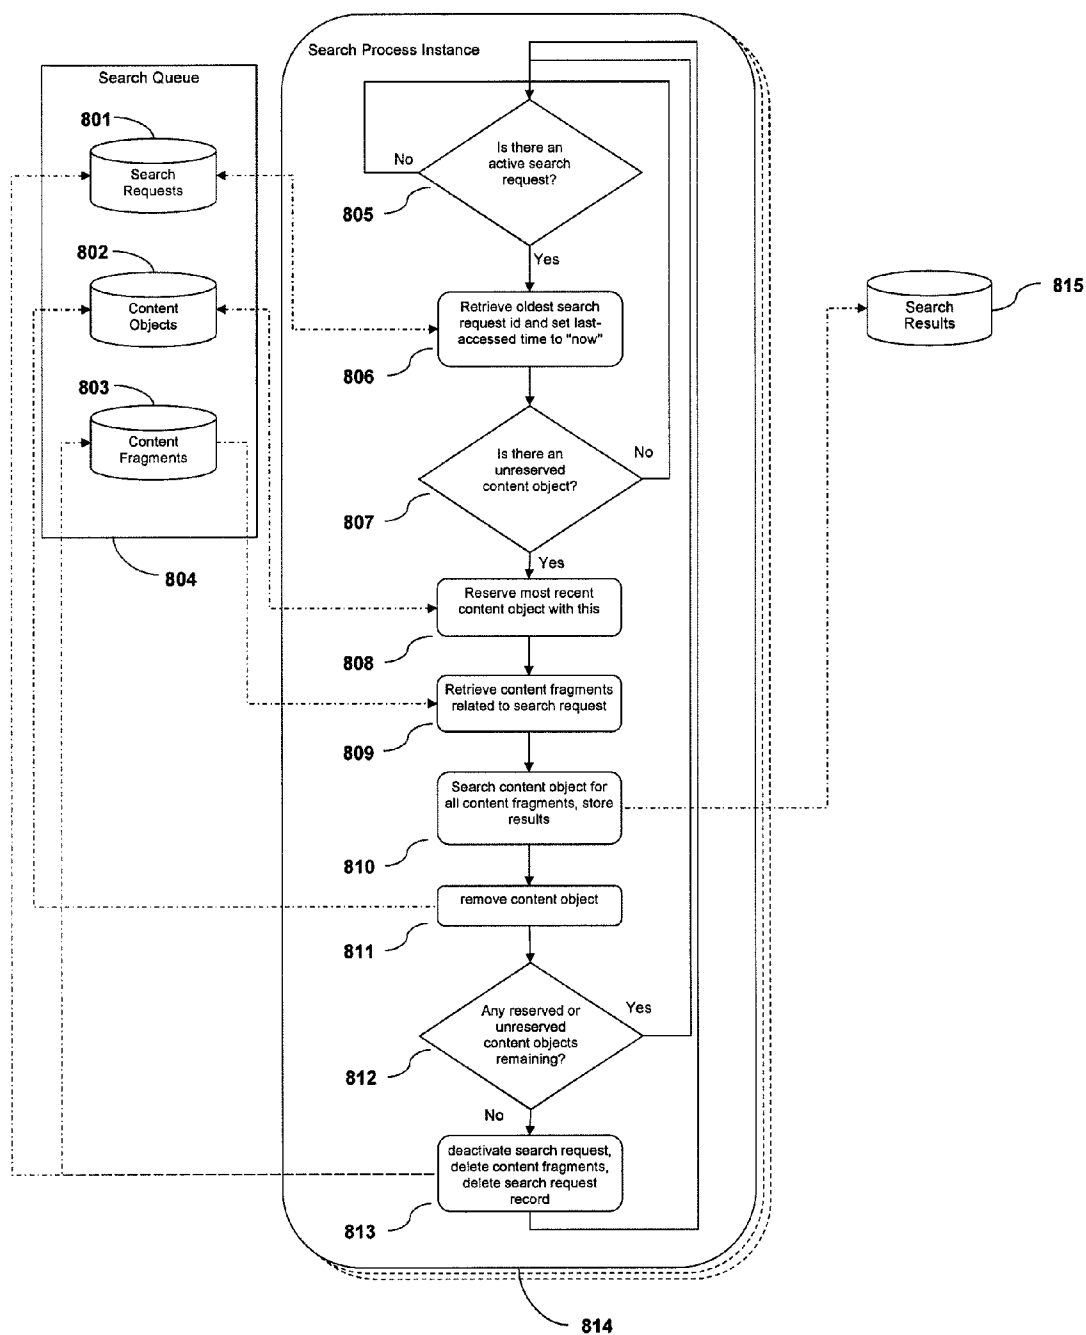 Search Process Instance
Search Queue
801
Search
Requests
802
Content
Objects
803
Content
Fragments
804
Is there an
active search
request?
No
805
Yes
Retrieve oldest search
request id and set last-
accessed time to "now"
806
Is there an
unreserved
content object?
No
807
Yes
Reserve most recent
content object with this
808
Retrieve content fragments
related to search request
809
Search content object for
all content fragments, store
results
810
remove content object
811
Any reserved or
unreserved
content objects
remaining?
Yes
812
No
deactivate search request,
delete content fragments,
delete search request
record
813
814
815
Search
Results